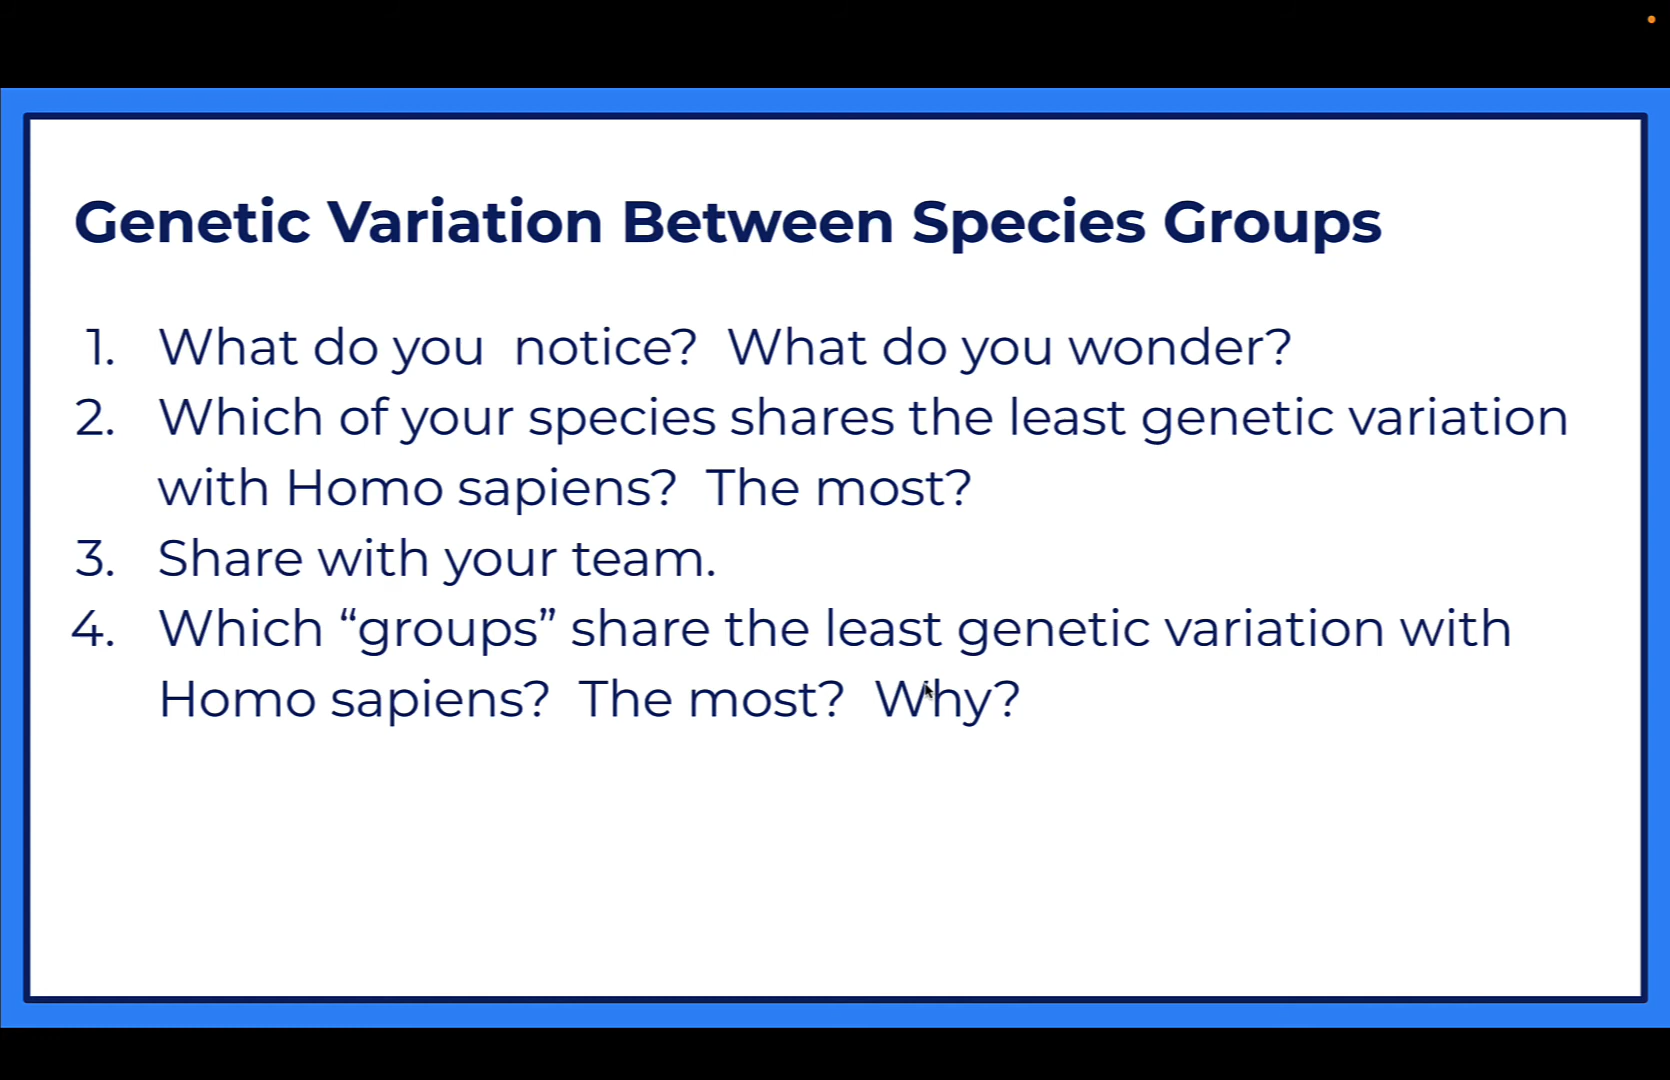 Genetic Variation Between Species Groups
1. What do you  notice?  What do you wonder?
2. Which of your species shares the least genetic variation
with Homo sapiens?  The most?
3. Share with your team.
4. Which “groups” share the least genetic variation with
Homo sapiens?  The most?  Why?